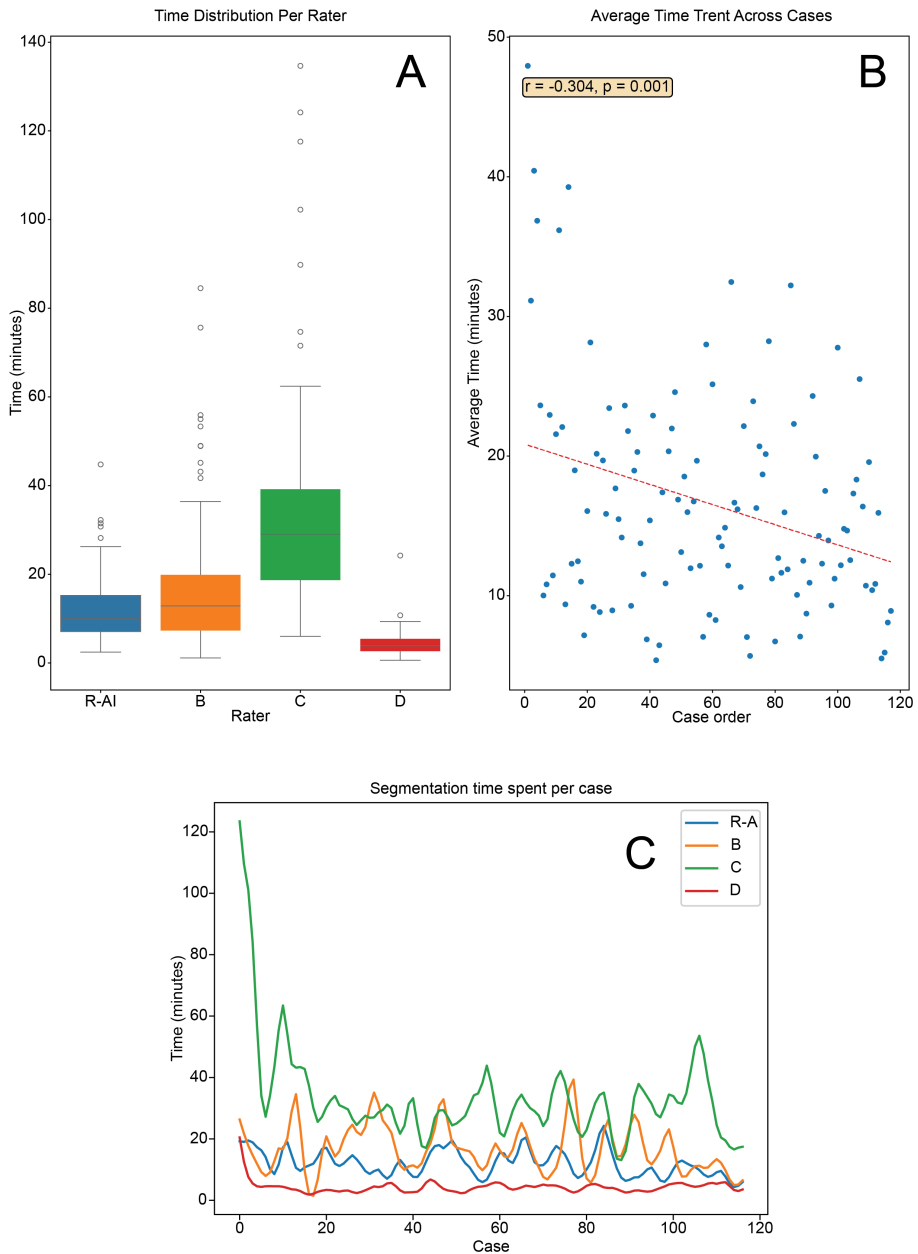 Time Distribution Per Rater
A
Time (minutes)
140
120
100
80
60
40
20
0
R-AI B C D
Rater
Average Time Trent Across Cases
B
r = -0.304, p = 0.001
Average Time (minutes)
50
40
30
20
10
0 20 40 60 80 100 120
Case order
Segmentation time spent per case
C
R-A
B
C
D
Time (minutes)
120
100
80
60
40
20
0
0 20 40 60 80 100 120
Case